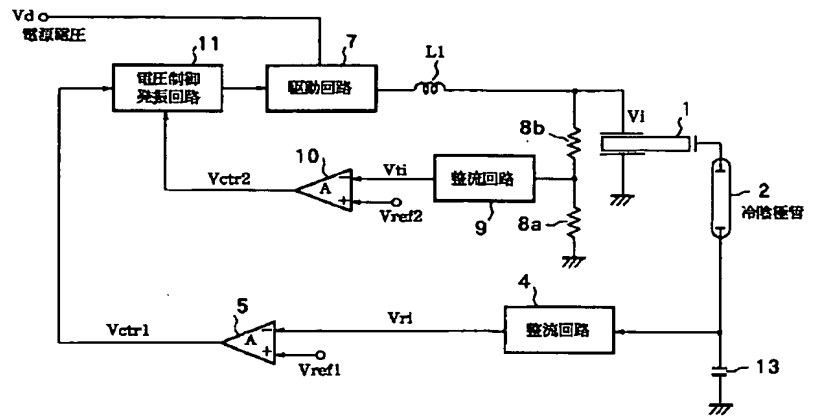 Vd
電源電圧
11
電圧制御
発振回路
7
駆動回路
L1
8b
Vi
1
10
A
Vctr2
Vti
Vref2
整流回路
9
8a
2
冷陰極管
5
A
Vctr1
Vri
Vref1
4
整流回路
13